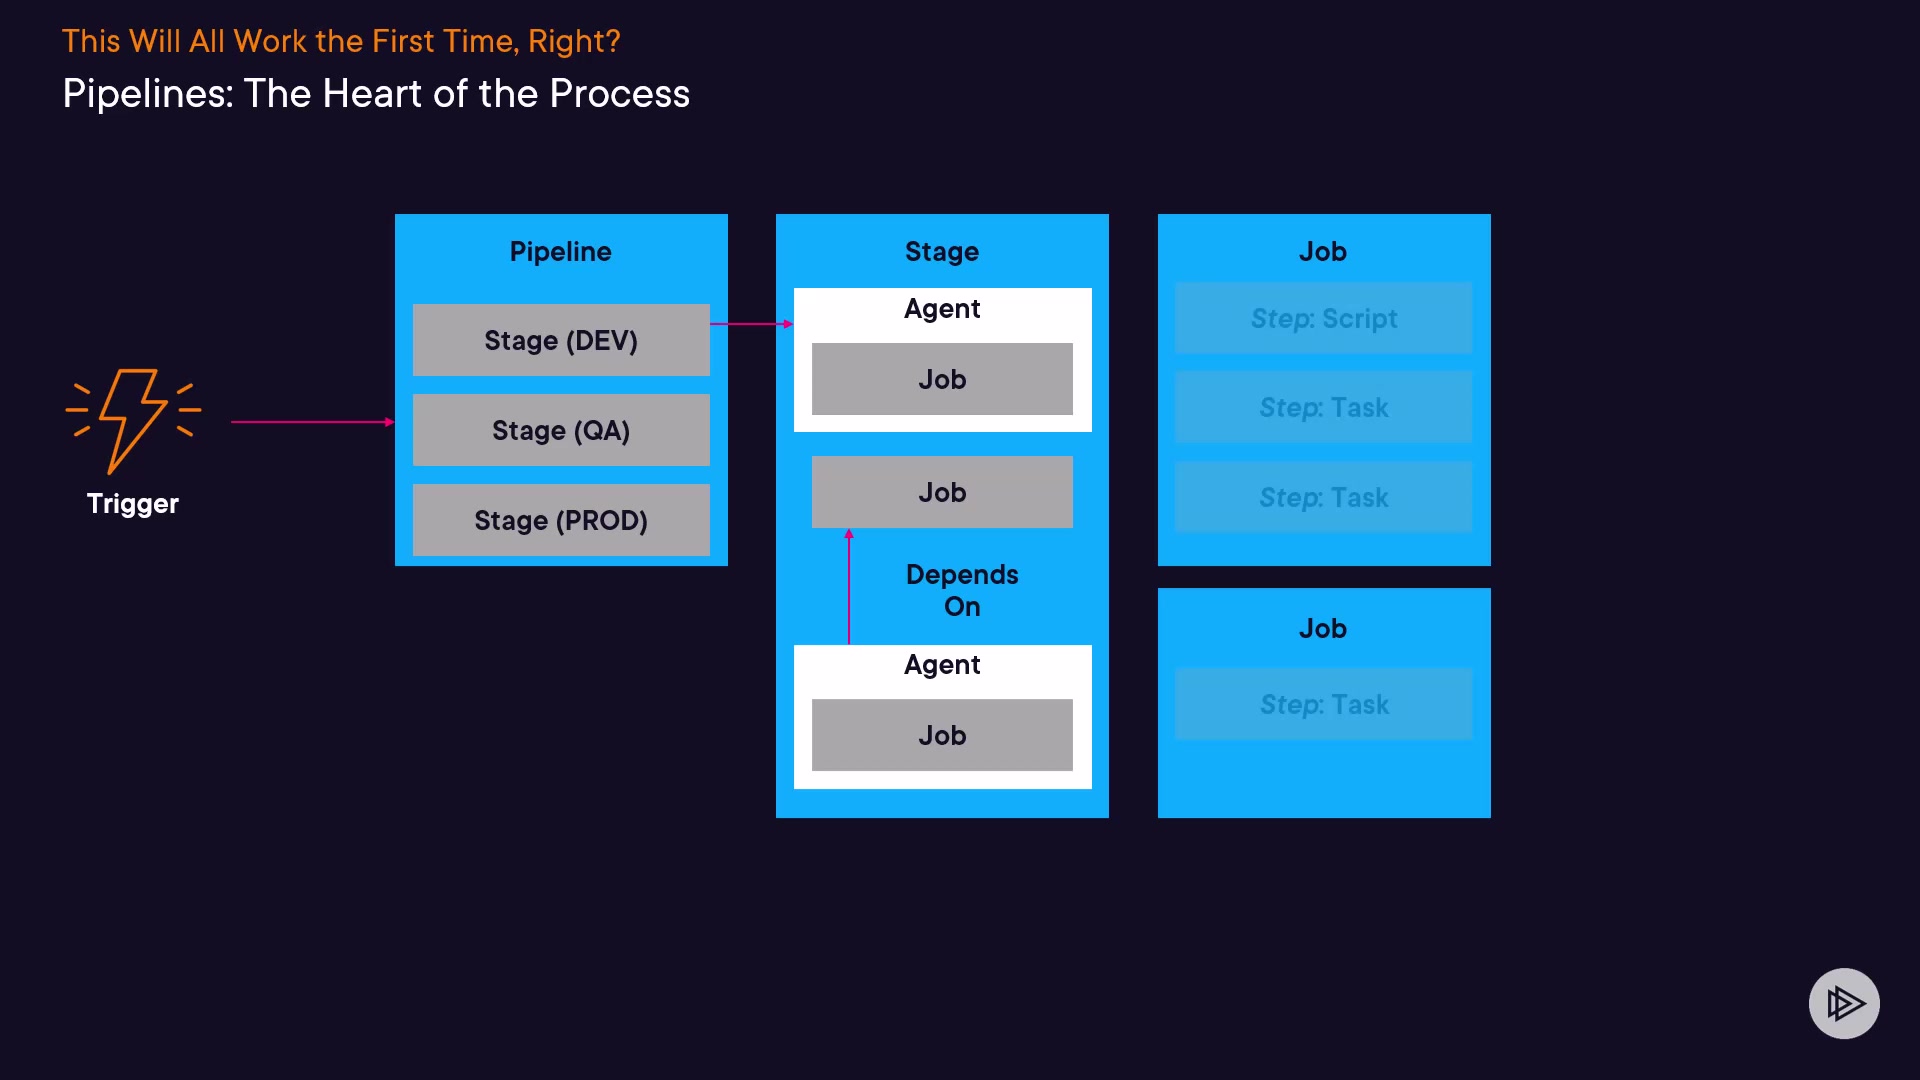 This Will All Work the First Time, Right?
Pipelines: The Heart of the Process
Trigger
Pipeline
Stage (DEV)
Stage (QA)
Stage (PROD)
Stage
Agent
Job
Job
Depends
On
Agent
Job
Job
Step: Script
Step: Task
Step: Task
Job
Step: Task